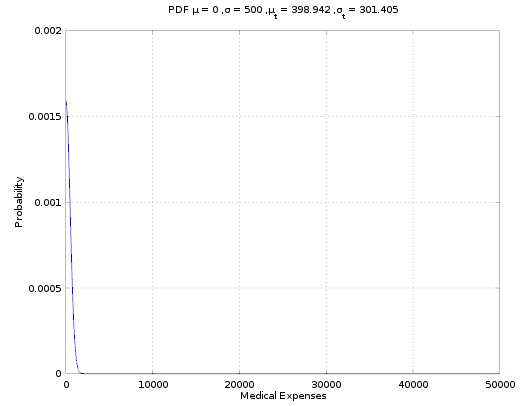 PDF μ = 0 ,σ = 500 ,μt = 398.942 ,σt = 301.405
0.002
0.0015
0.001
0.0005
0
Probability
0 10000 20000 30000 40000 50000
Medical Expenses